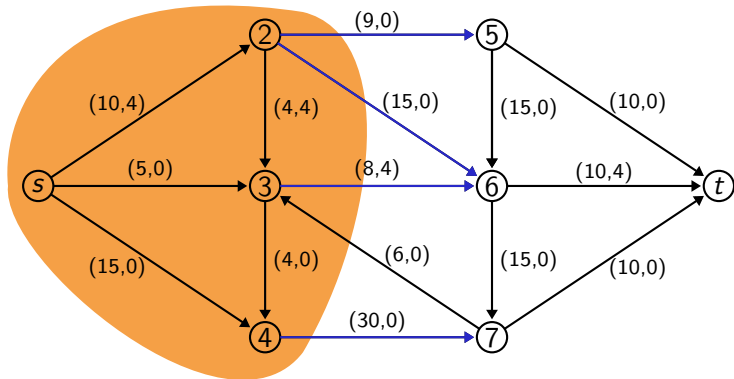 (9,0)
2 5
(10,4) (4,4) (15,0) (15,0) (10,0)
(5,0) (8,4) (10,4)
s 3 6 t
(15,0) (4,0) (6,0) (15,0) (10,0)
(30,0)
4 7